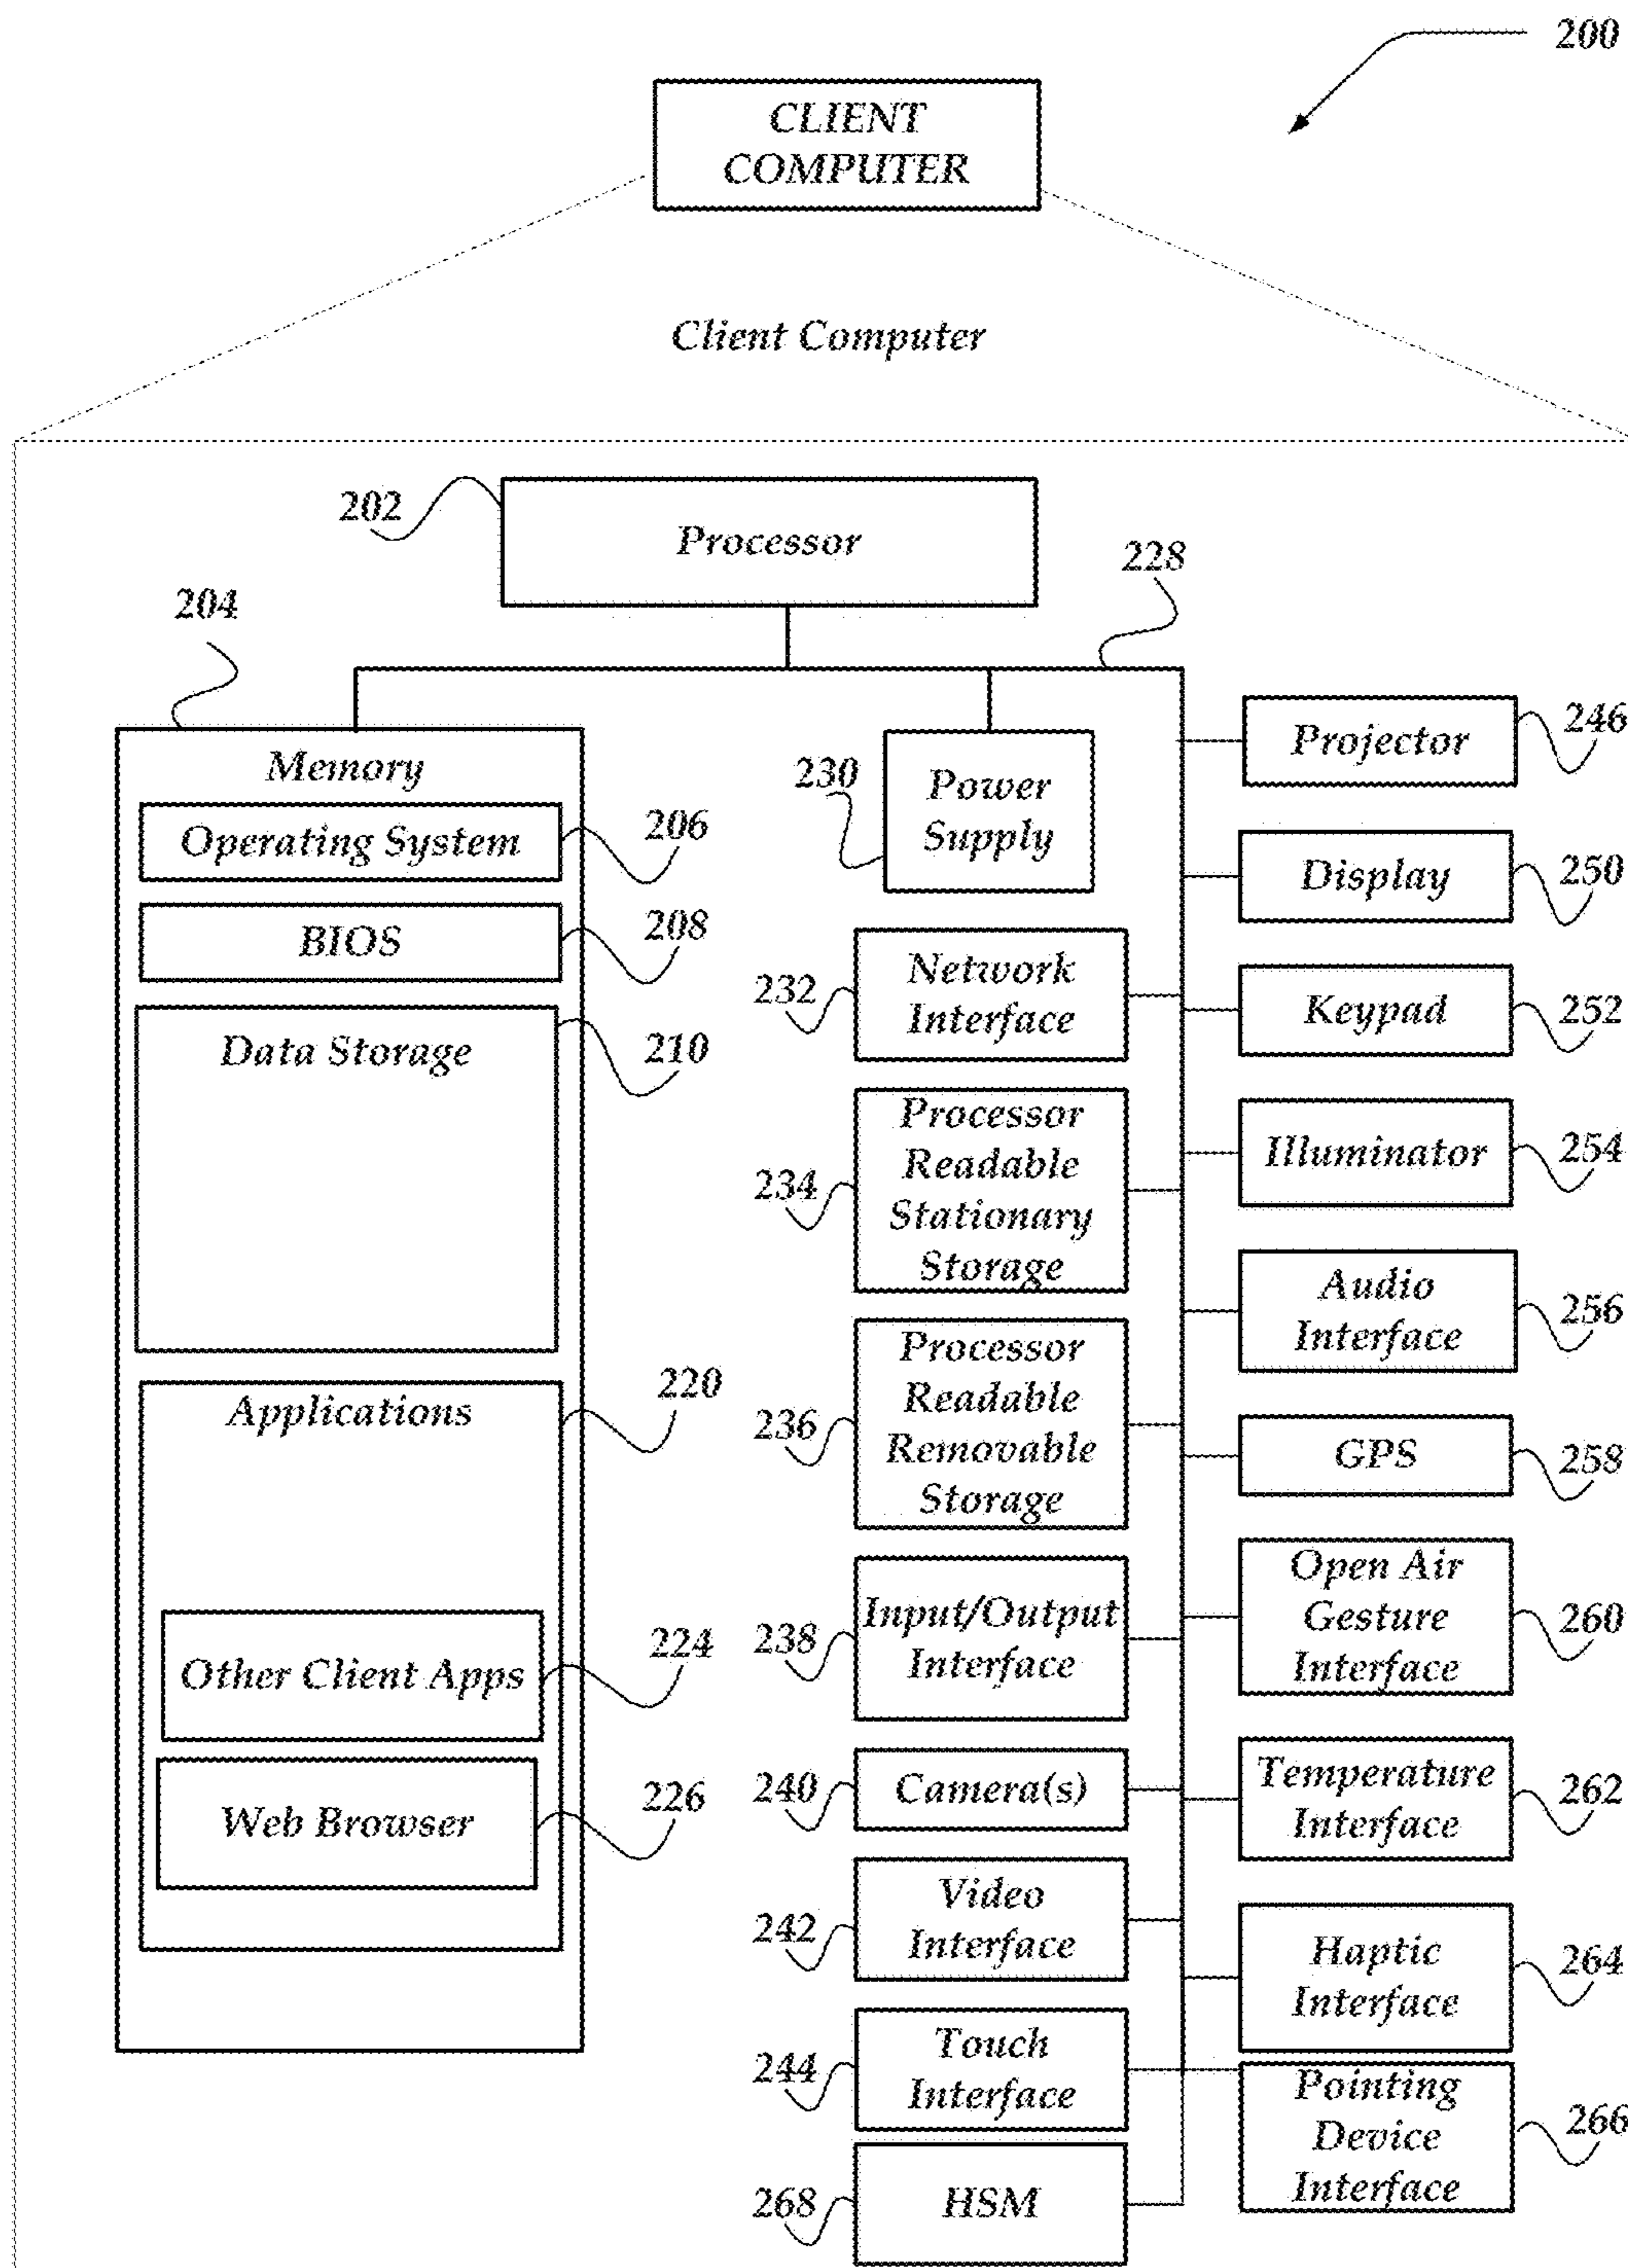 200
CLIENT
COMPUTER
Client Computer
202
Processor
228
204
Memory
Operating System
206
BIOS
208
Data Storage
210
Applications
220
Other Client Apps
224
Web Browser
226
230
Power
Supply
232
Network
Interface
234
Processor
Readable
Stationary
Storage
236
Processor
Readable
Removable
Storage
238
Input/Output
Interface
240
Camera(s)
242
Video
Interface
244
Touch
Interface
268
HSM
Projector
246
Display
250
Keypad
252
Illuminator
254
Audio
Interface
256
GPS
258
Open Air
Gesture
Interface
260
Temperature
Interface
262
Haptic
Interface
264
Pointing
Device
Interface
266